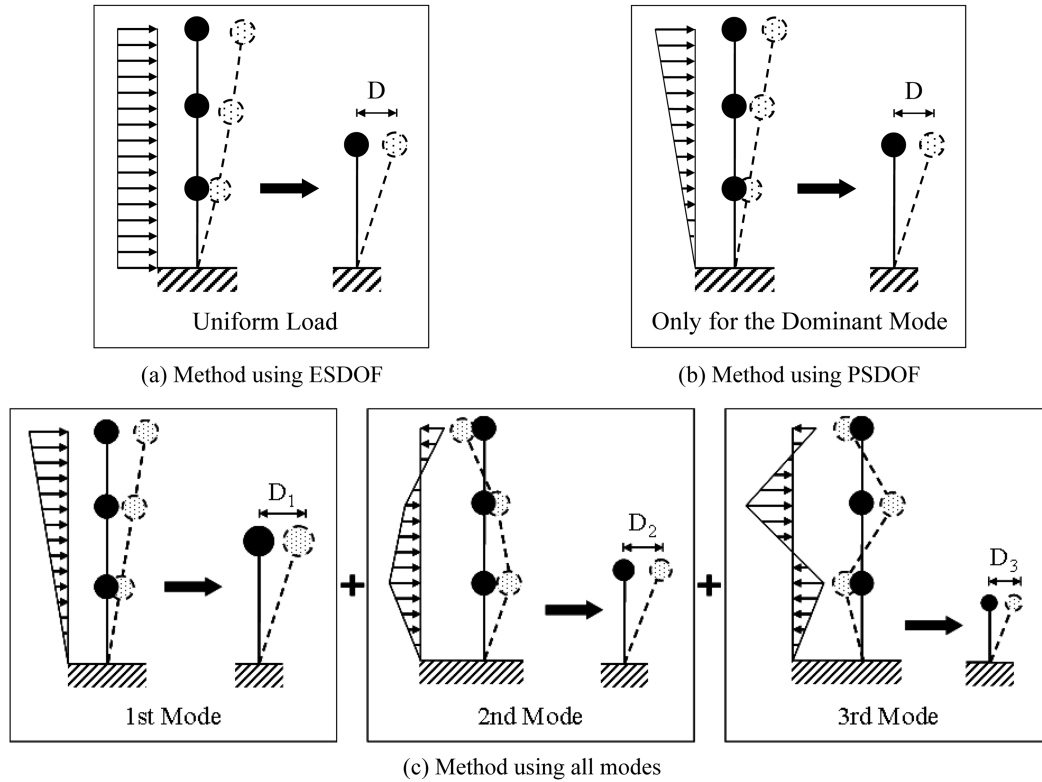 D
Uniform Load
(a) Method using ESDOF
D
Only for the Dominant Mode
(b) Method using PSDOF
D₁
1st Mode
+
D₂
2nd Mode
+
D₃
3rd Mode
(c) Method using all modes